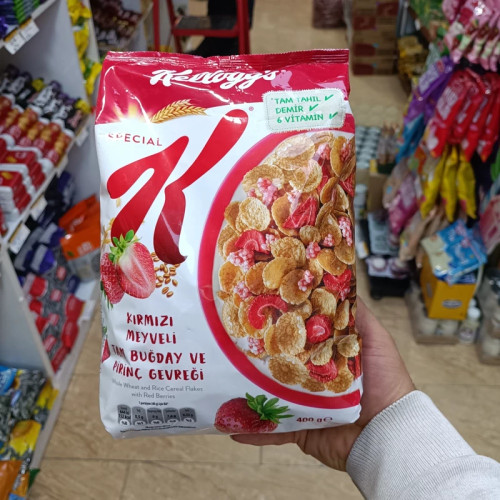 Kellogg's
TAM TAHIL ✓
DEMİR ✓
6 VİTAMİN ✓
SPECIAL
K
KIRMIZI
MEYVELİ
TAM BUĞDAY VE
PİRİNÇ GEVREĞİ
Whole Wheat and Rice Cereal Flakes
with Red Berries
400 g e